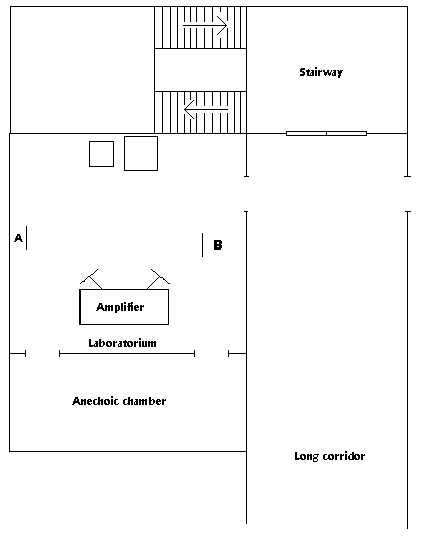 Stairway
A
B
Amplifier
Laboratorium
Anechoic chamber
Long corridor